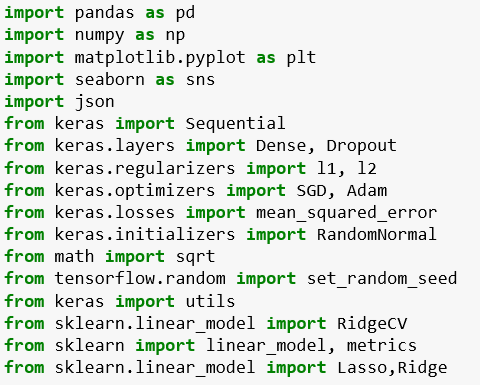 import pandas as pd
import numpy as np
import matplotlib.pyplot as plt
import seaborn as sns
import json
from keras import Sequential
from keras.layers import Dense, Dropout
from keras.regularizers import l1, l2
from keras.optimizers import SGD, Adam
from keras.losses import mean_squared_error
from keras.initializers import RandomNormal
from math import sqrt
from tensorflow.random import set_random_seed
from keras import utils
from sklearn.linear_model import RidgeCV
from sklearn import linear_model, metrics
from sklearn.linear_model import Lasso,Ridge